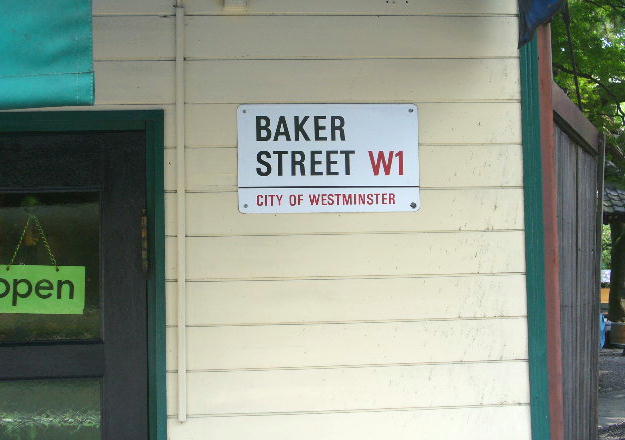 BAKER
STREET W1
CITY OF WESTMINSTER
open